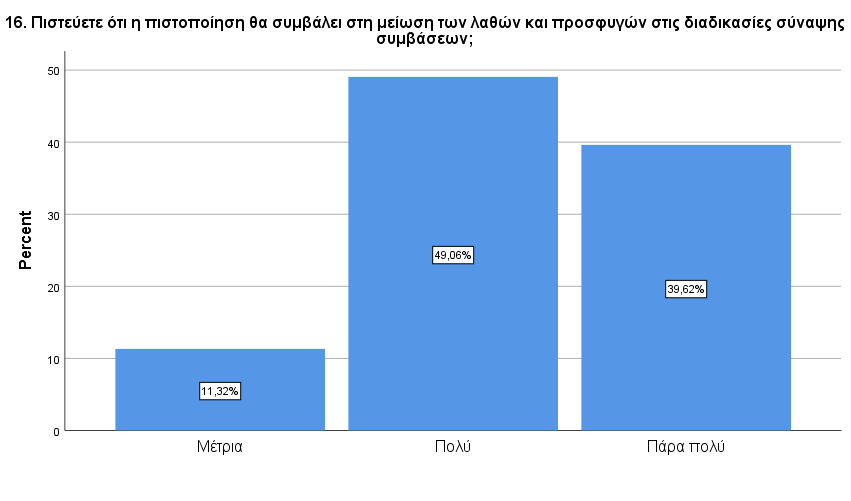 16. Πιστεύετε ότι η πιστοποίηση θα συμβάλει στη μείωση των λαθών και προσφυγών στις διαδικασίες σύναψης
συμβάσεων;
50
40
30
20
10
0
Percent
11,32%
49,06%
39,62%
Μέτρια
Πολύ
Πάρα πολύ